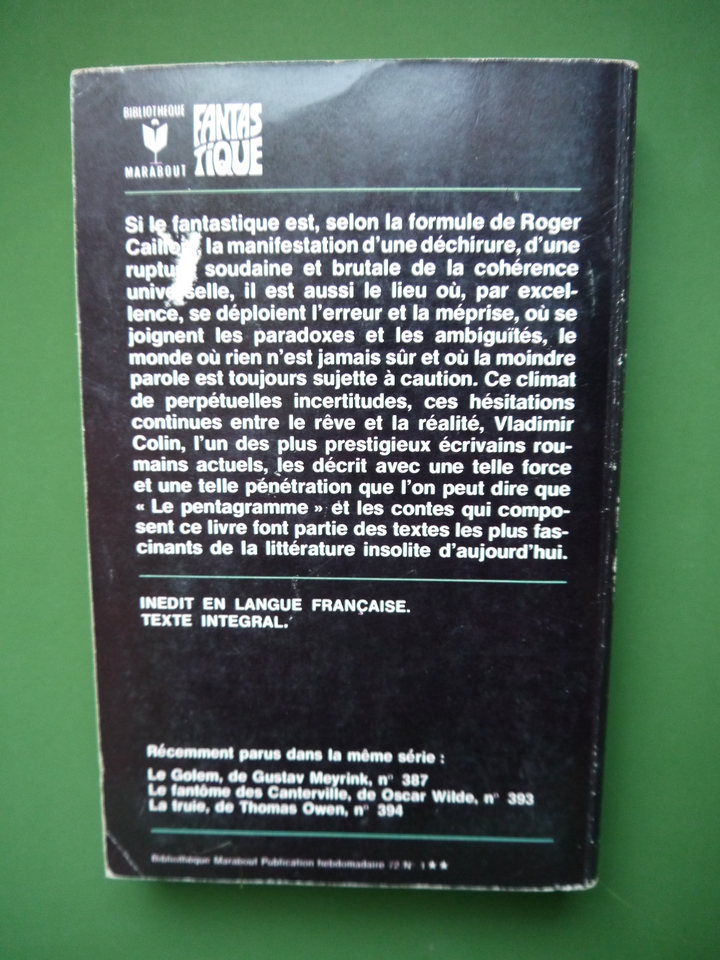 BIBLIOTHEQUE
MARABOUT
FANTAS
TIQUE
Si le fantastique est, selon la formule de Roger
la manifestation d'une déchirure, d'une
soudaine et brutale de la cohérence
universelle, il est aussi le lieu où, par excel-
lence, se déploient l'erreur et la méprise, où se
joignent les paradoxes et les ambiguïtés, le
monde où rien n'est jamais sûr et où la moindre
parole est toujours sujette à caution. Ce climat
de perpétuelles incertitudes, ces hésitations
continues entre le rêve et la réalité, Vladimir
Colin, l'un des plus prestigieux écrivains rou-
mains actuels, les décrit avec une telle force
et une telle pénétration que l'on peut dire que
« Le pentagramme » et les contes qui compo-
sent ce livre font partie des textes les plus fas-
cinants de la littérature insolite d'aujourd'hui.
INEDIT EN LANGUE FRANÇAISE.
TEXTE INTEGRAL.
Récemment parus dans la même série :
Le Golem, de Gustav Meyrink, n° 387
Le fantôme des Canterville, de Oscar Wilde, n° 393
La truie, de Thomas Owen, n° 394
Bibliothèque Marabout Publication hebdomadaire 72 N° 1 ★★